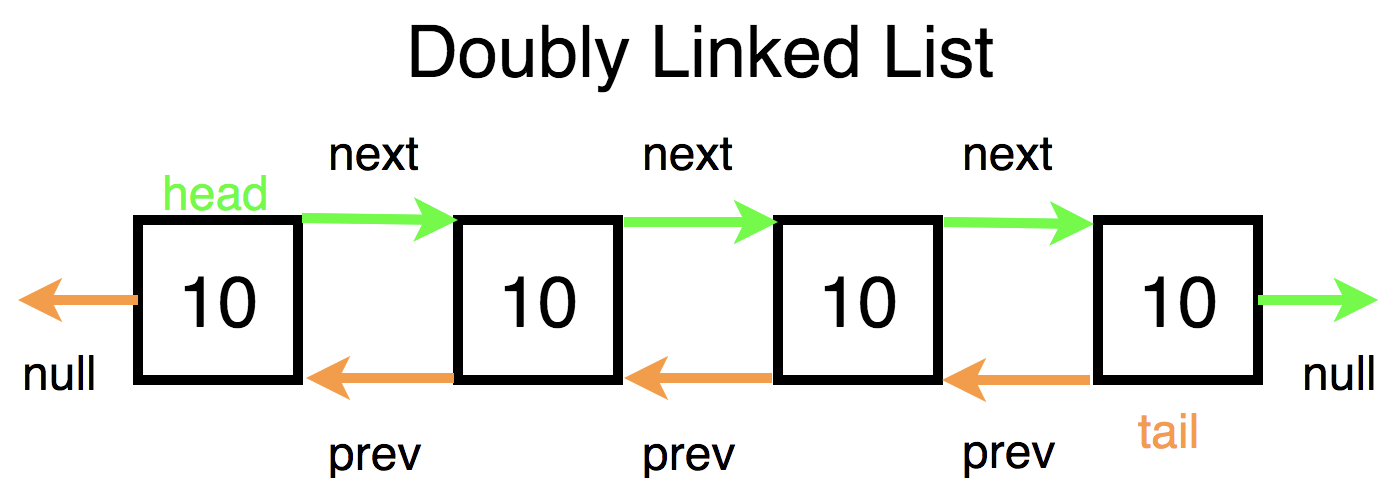 Doubly Linked List
next next next
head
10 10 10 10
null null
prev prev prev
tail